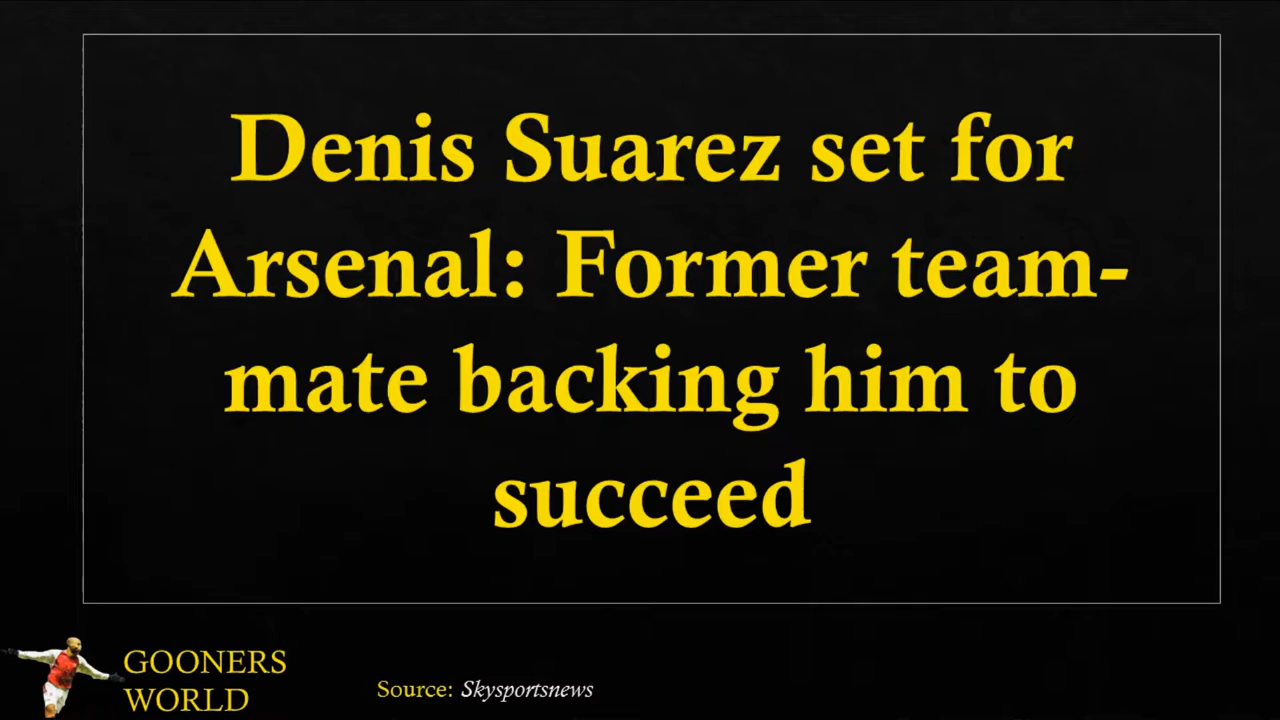 Denis Suarez set for
Arsenal: Former team-
mate backing him to
succeed
GOONERS
WORLD
Source: Skysportsnews